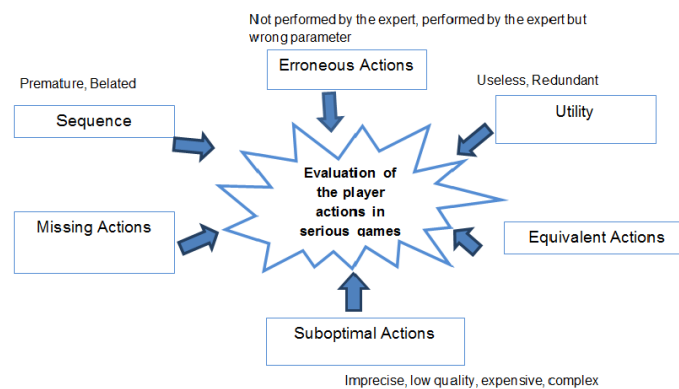 Not performed by the expert, performed by the expert but
wrong parameter
Erroneous Actions
Premature, Belated
Sequence
Useless, Redundant
Utility
Evaluation of
the player
actions in
serious games
Missing Actions
Equivalent Actions
Suboptimal Actions
Imprecise, low quality, expensive, complex